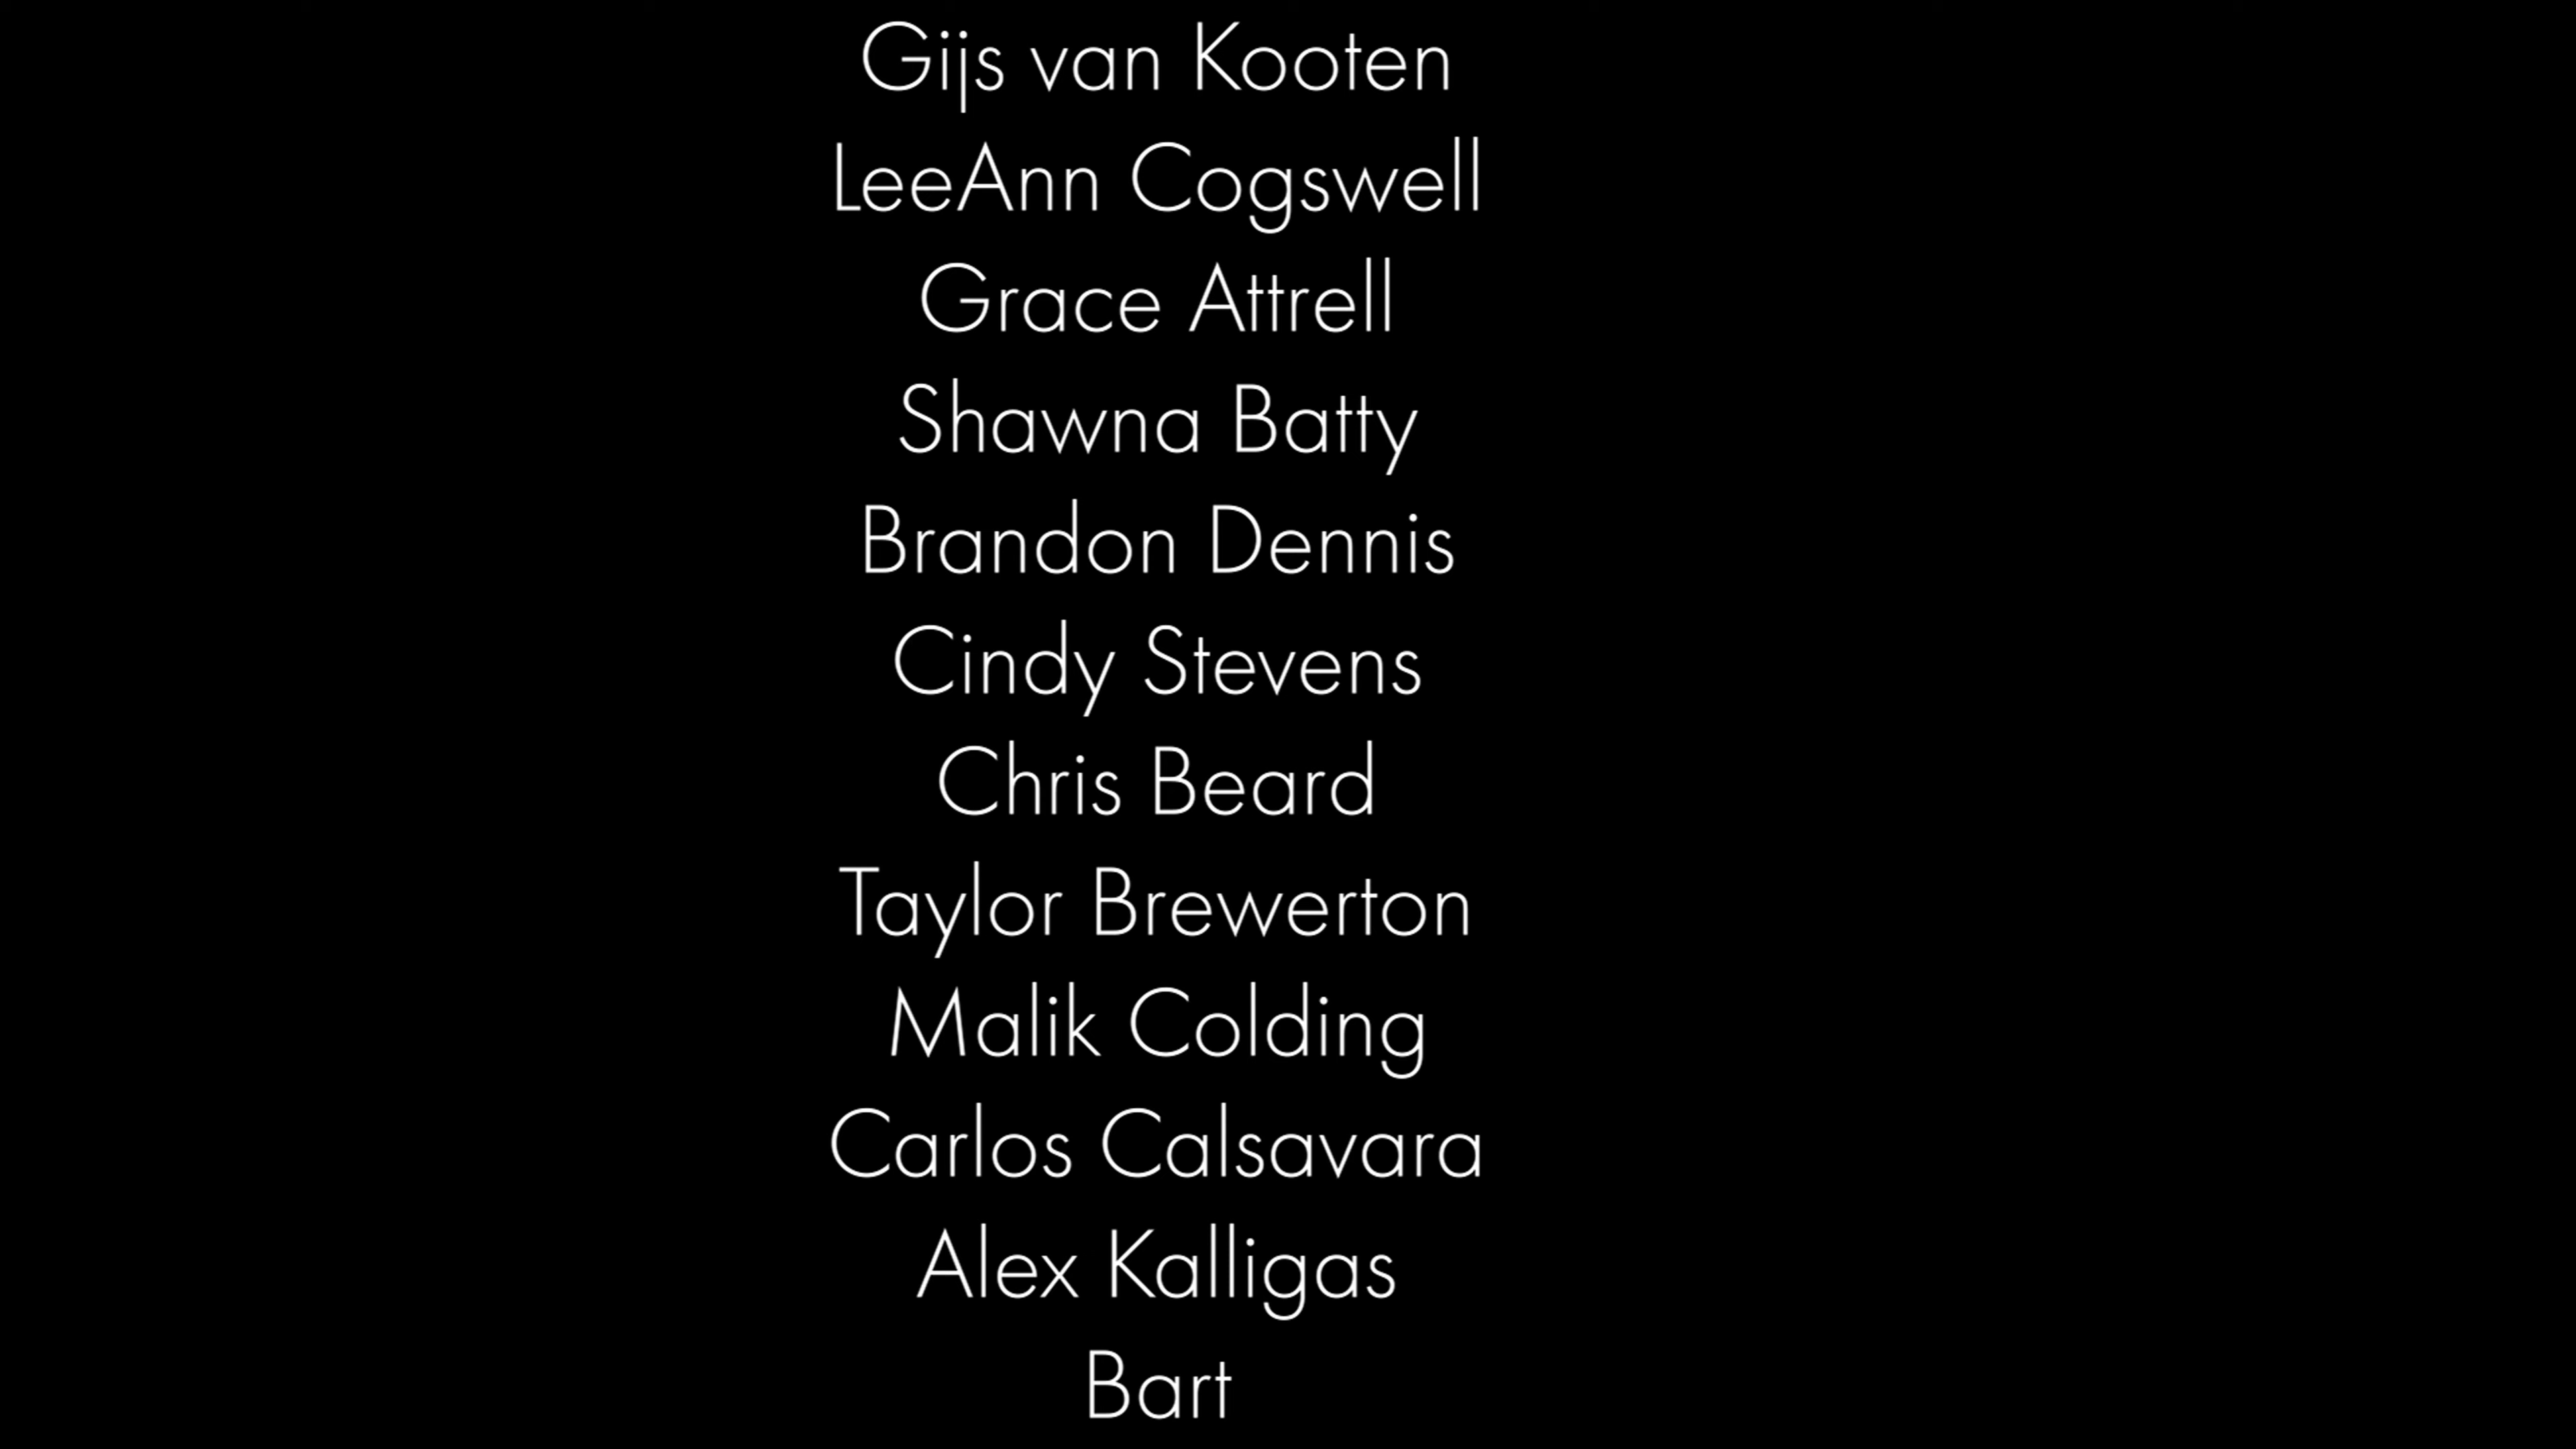 Gijs van Kooten
LeeAnn Cogswell
Grace Attrell
Shawna Batty
Brandon Dennis
Cindy Stevens
Chris Beard
Taylor Brewerton
Malik Colding
Carlos Calsavara
Alex Kalligas
Bart